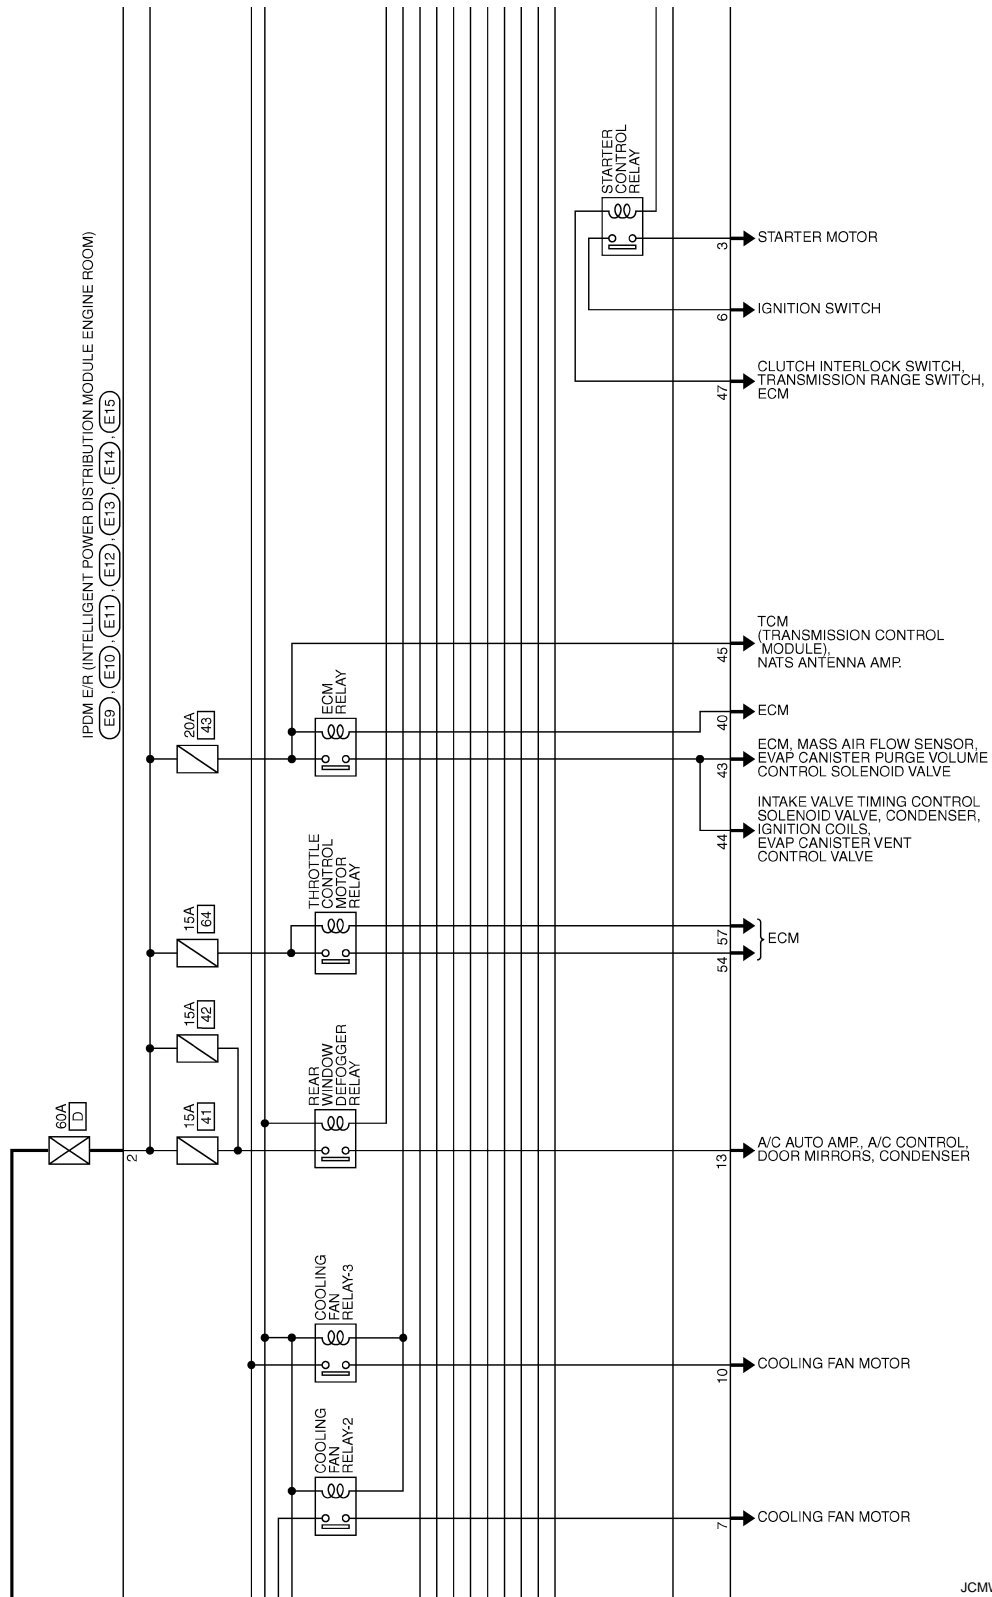 STARTER
CONTROL
RELAY
3
STARTER MOTOR
6
IGNITION SWITCH
47
CLUTCH INTERLOCK SWITCH,
TRANSMISSION RANGE SWITCH,
ECM
IPDM E/R (INTELLIGENT POWER DISTRIBUTION MODULE ENGINE ROOM)
E9 , E10 , E11 , E12 , E13 , E14 , E15
45
TCM
(TRANSMISSION CONTROL
MODULE),
NATS ANTENNA AMP.
20A
43
ECM
RELAY
40
ECM
43
ECM, MASS AIR FLOW SENSOR,
EVAP CANISTER PURGE VOLUME
CONTROL SOLENOID VALVE
44
INTAKE VALVE TIMING CONTROL
SOLENOID VALVE, CONDENSER,
IGNITION COILS,
EVAP CANISTER VENT
CONTROL VALVE
15A
64
THROTTLE
CONTROL
MOTOR
RELAY
57
54
ECM
15A
42
60A
D
2
15A
41
REAR
WINDOW
DEFOGGER
RELAY
13
A/C AUTO AMP., A/C CONTROL,
DOOR MIRRORS, CONDENSER
COOLING
FAN
RELAY-3
10
COOLING FAN MOTOR
COOLING
FAN
RELAY-2
7
COOLING FAN MOTOR